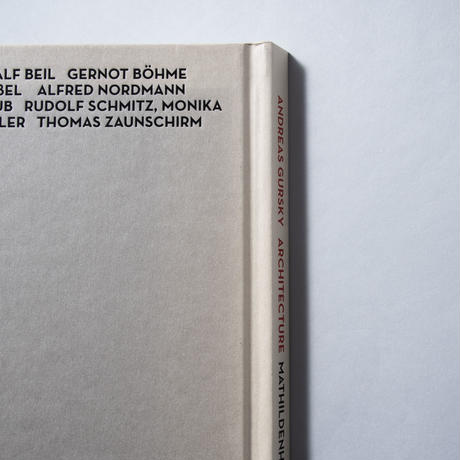 ALF BEIL GERNOT BÖHME
BEL ALFRED NORDMANN
UB RUDOLF SCHMITZ, MONIKA
LER THOMAS ZAUNSCHIRM
ANDREAS GURSKY ARCHITECTURE MATHILDENH